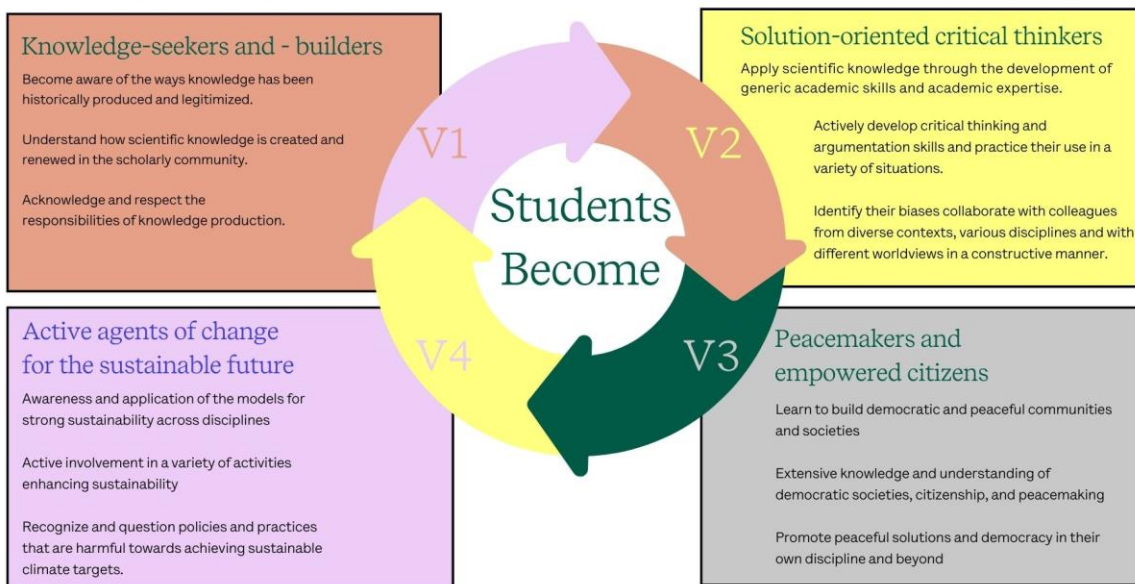 Knowledge-seekers and - builders
Become aware of the ways knowledge has been
historically produced and legitimized.
Understand how scientific knowledge is created and
renewed in the scholarly community.
Acknowledge and respect the
responsibilities of knowledge production.
V1
V2
Solution-oriented critical thinkers
Apply scientific knowledge through the development of
generic academic skills and academic expertise.
Actively develop critical thinking and
argumentation skills and practice their use in a
variety of situations.
Identify their biases collaborate with colleagues
from diverse contexts, various disciplines and with
different worldviews in a constructive manner.
Students
Become
Active agents of change
for the sustainable future
Awareness and application of the models for
strong sustainability across disciplines
Active involvement in a variety of activities
enhancing sustainability
Recognize and question policies and practices
that are harmful towards achieving sustainable
climate targets.
V4
V3
Peacemakers and
empowered citizens
Learn to build democratic and peaceful communities
and societies
Extensive knowledge and understanding of
democratic societies, citizenship, and peacemaking
Promote peaceful solutions and democracy in their
own discipline and beyond